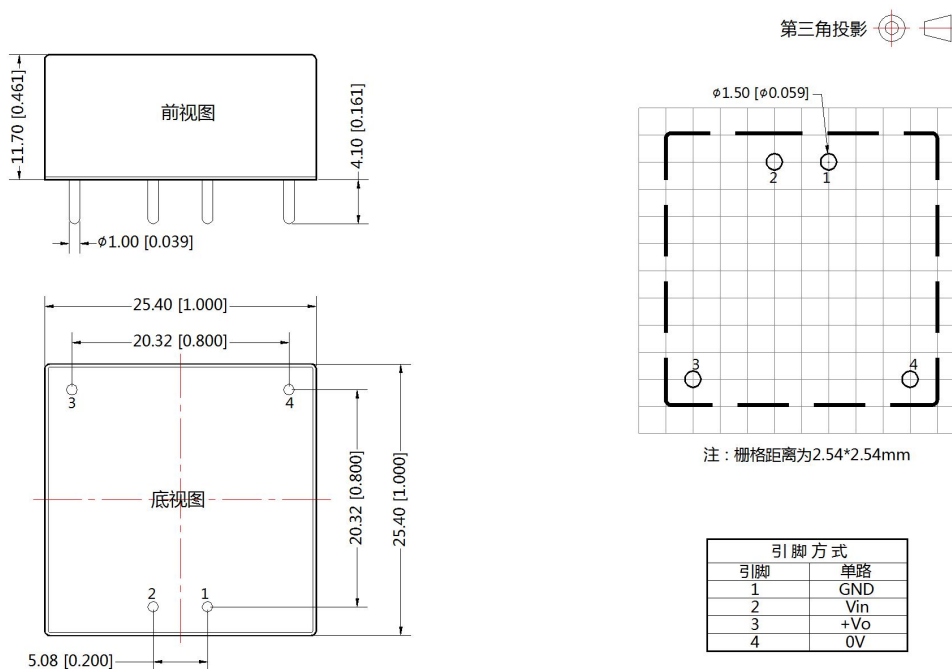 第三角投影
11.70 [0.461]
前视图
4.10 [0.161]
ϕ1.00 [0.039]
ϕ1.50 [ϕ0.059]
2
1
3
4
注：栅格距离为2.54*2.54mm
25.40 [1.000]
20.32 [0.800]
3
4
底视图
20.32 [0.800]
25.40 [1.000]
2
1
5.08 [0.200]
引脚方式
引脚 单路
1 GND
2 Vin
3 +Vo
4 0V